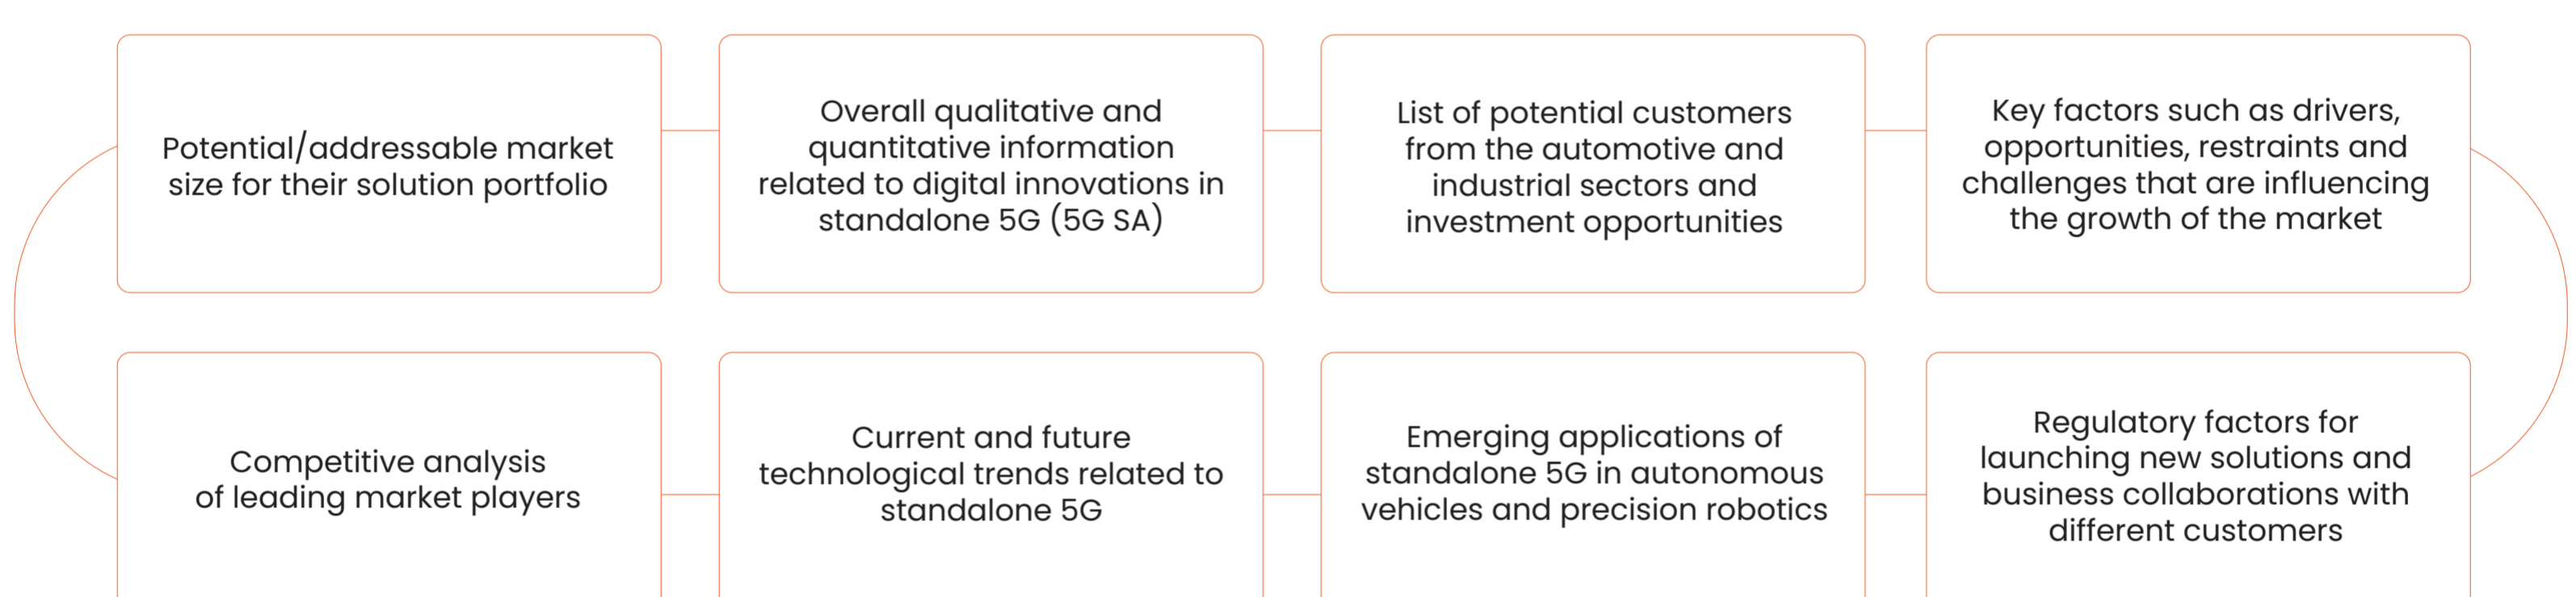 Potential/addressable market
size for their solution portfolio
Overall qualitative and
quantitative information
related to digital innovations in
standalone 5G (5G SA)
List of potential customers
from the automotive and
industrial sectors and
investment opportunities
Key factors such as drivers,
opportunities, restraints and
challenges that are influencing
the growth of the market
Competitive analysis
of leading market players
Current and future
technological trends related to
standalone 5G
Emerging applications of
standalone 5G in autonomous
vehicles and precision robotics
Regulatory factors for
launching new solutions and
business collaborations with
different customers